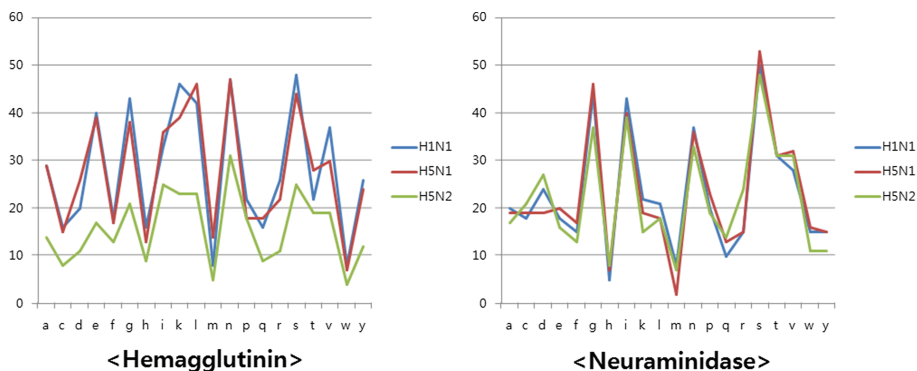 60
50
40
30
20
10
0
a c d e f g h i k l m n p q r s t v w y
H1N1
H5N1
H5N2
<Hemagglutinin>
60
50
40
30
20
10
0
a c d e f g h i k l m n p q r s t v w y
H1N1
H5N1
H5N2
<Neuraminidase>